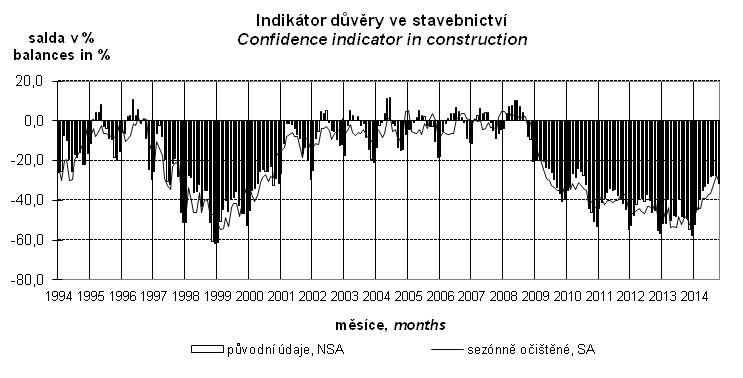 Indikátor důvěry ve stavebnictví
Confidence indicator in construction
salda v %
balances in %
20,0
0,0
-20,0
-40,0
-60,0
-80,0
1994 1995 1996 1997 1998 1999 2000 2001 2002 2003 2004 2005 2006 2007 2008 2009 2010 2011 2012 2013 2014
měsíce, months
původní údaje, NSA
sezónně očištěné, SA